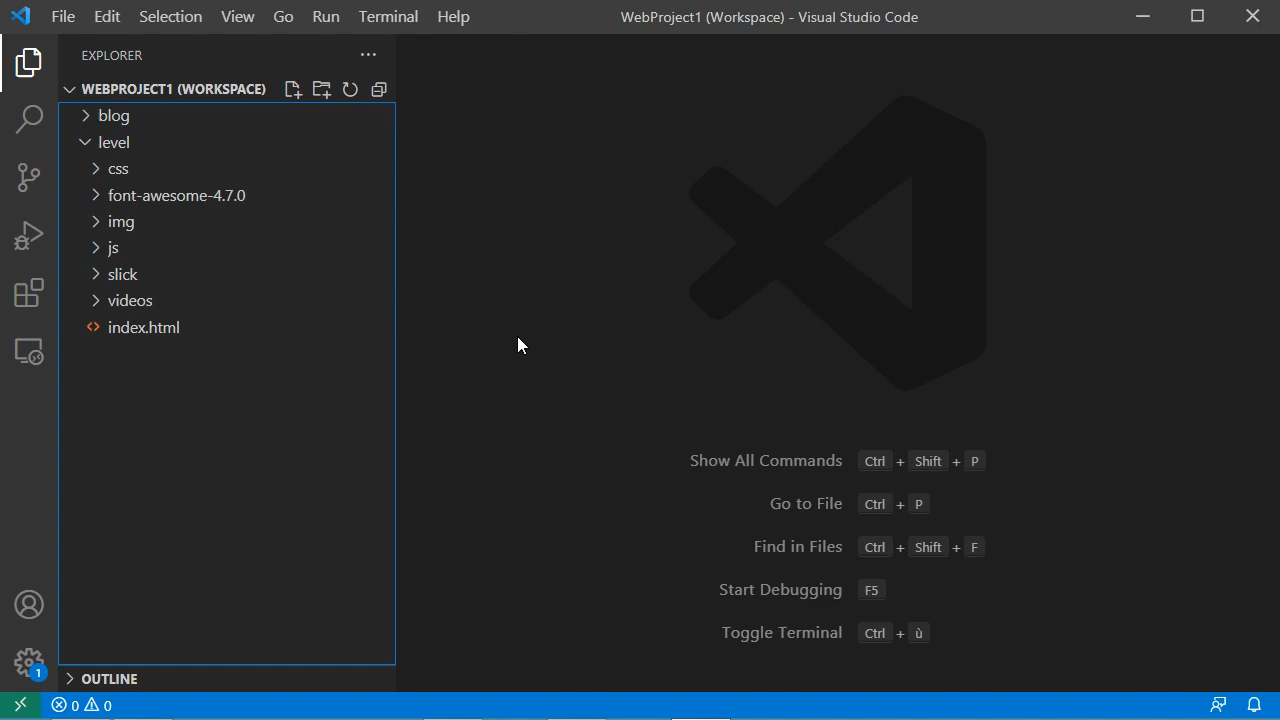 File Edit Selection View Go Run Terminal Help WebProject1 (Workspace) - Visual Studio Code
EXPLORER
WEBPROJECT1 (WORKSPACE)
blog
level
css
font-awesome-4.7.0
img
js
slick
videos
index.html
Show All Commands Ctrl + Shift + P
Go to File Ctrl + P
Find in Files Ctrl + Shift + F
Start Debugging F5
Toggle Terminal Ctrl + ù
1
OUTLINE
0 0